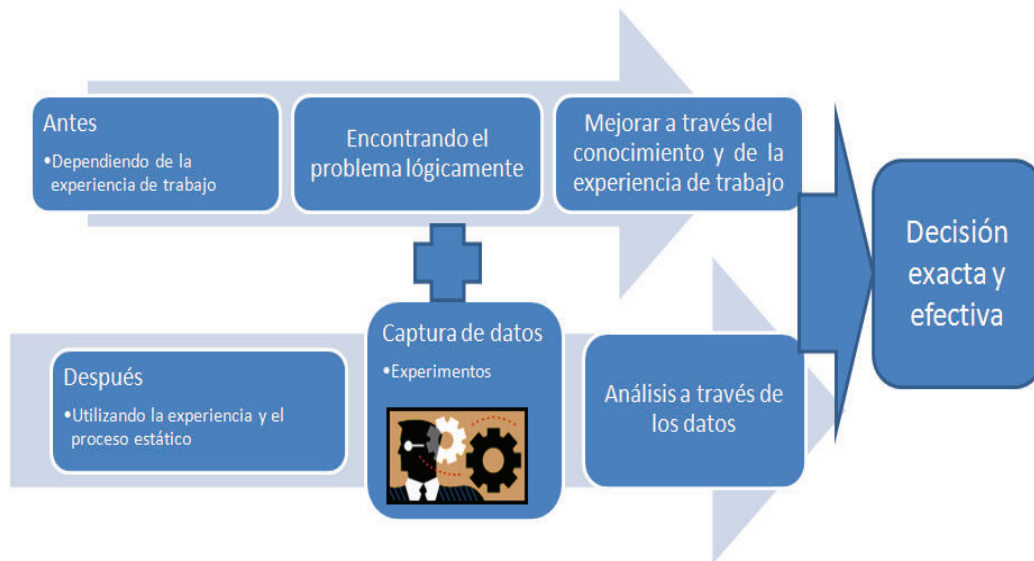 Antes
•Dependiendo de la
experiencia de trabajo
Encontrando el
problema lógicamente
Mejorar a través del
conocimiento y de la
experiencia de trabajo
Decisión
exacta y
efectiva
Captura de datos
•Experimentos
Después
•Utilizando la experiencia y el
proceso estático
Análisis a través de
los datos